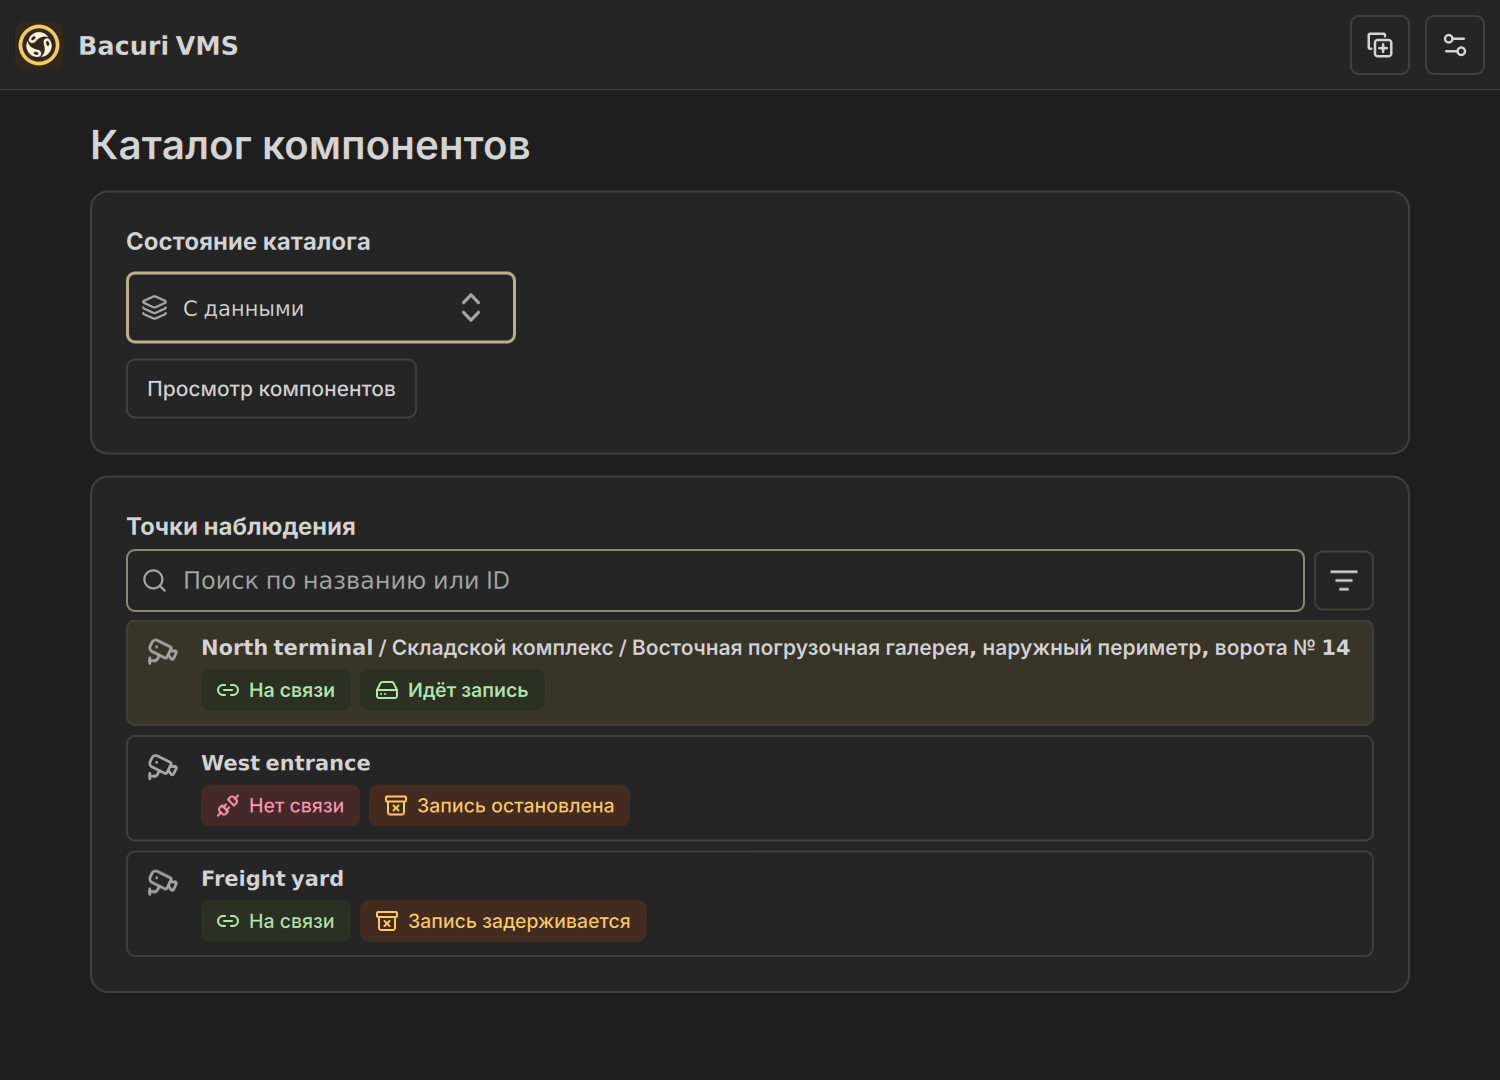 Bacuri VMS
Каталог компонентов
Состояние каталога
С данными
Просмотр компонентов
Точки наблюдения
Поиск по названию или ID
North terminal / Складской комплекс / Восточная погрузочная галерея, наружный периметр, ворота № 14
На связи Идёт запись
West entrance
Нет связи Запись остановлена
Freight yard
На связи Запись задерживается